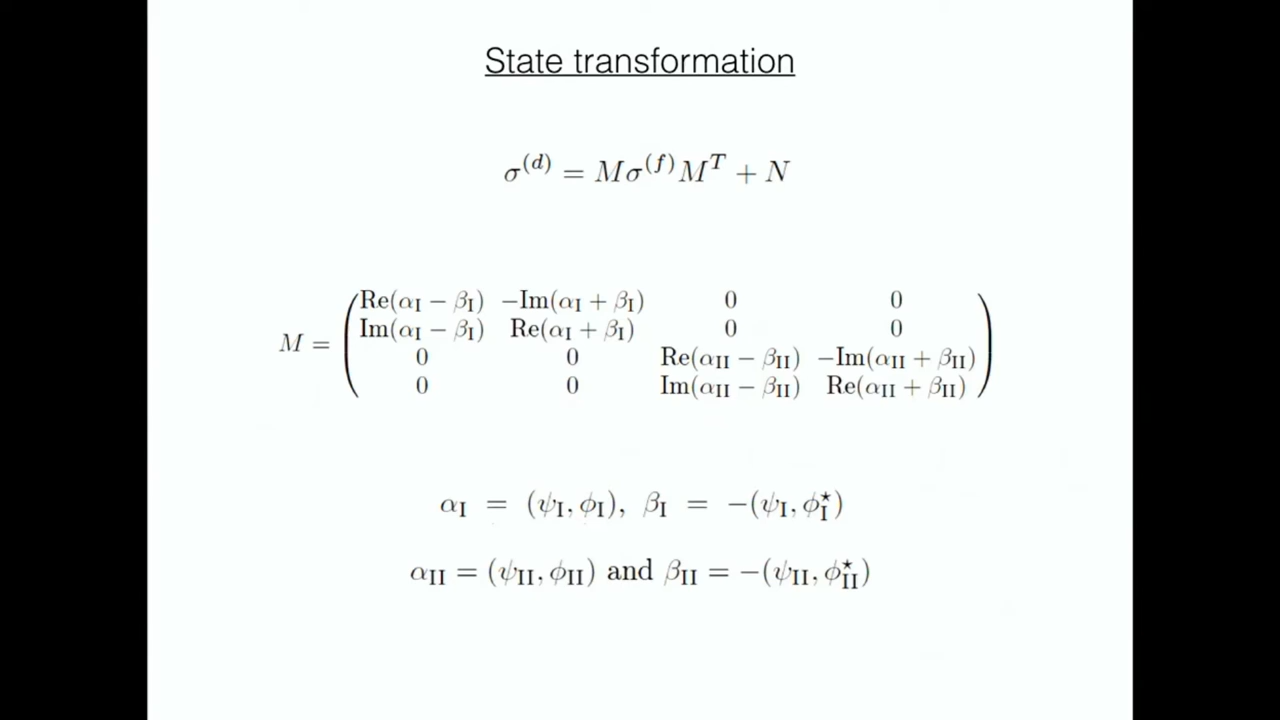 State transformation
σ^(d) = Mσ^(f)M^T + N
M =
Re(α_I − β_I) −Im(α_I + β_I) 0 0
Im(α_I − β_I) Re(α_I + β_I) 0 0
0 0 Re(α_II − β_II) −Im(α_II + β_II)
0 0 Im(α_II − β_II) Re(α_II + β_II)
α_I = (ψ_I, ϕ_I), β_I = −(ψ_I, ϕ_I^⋆)
α_II = (ψ_II, ϕ_II) and β_II = −(ψ_II, ϕ_II^⋆)